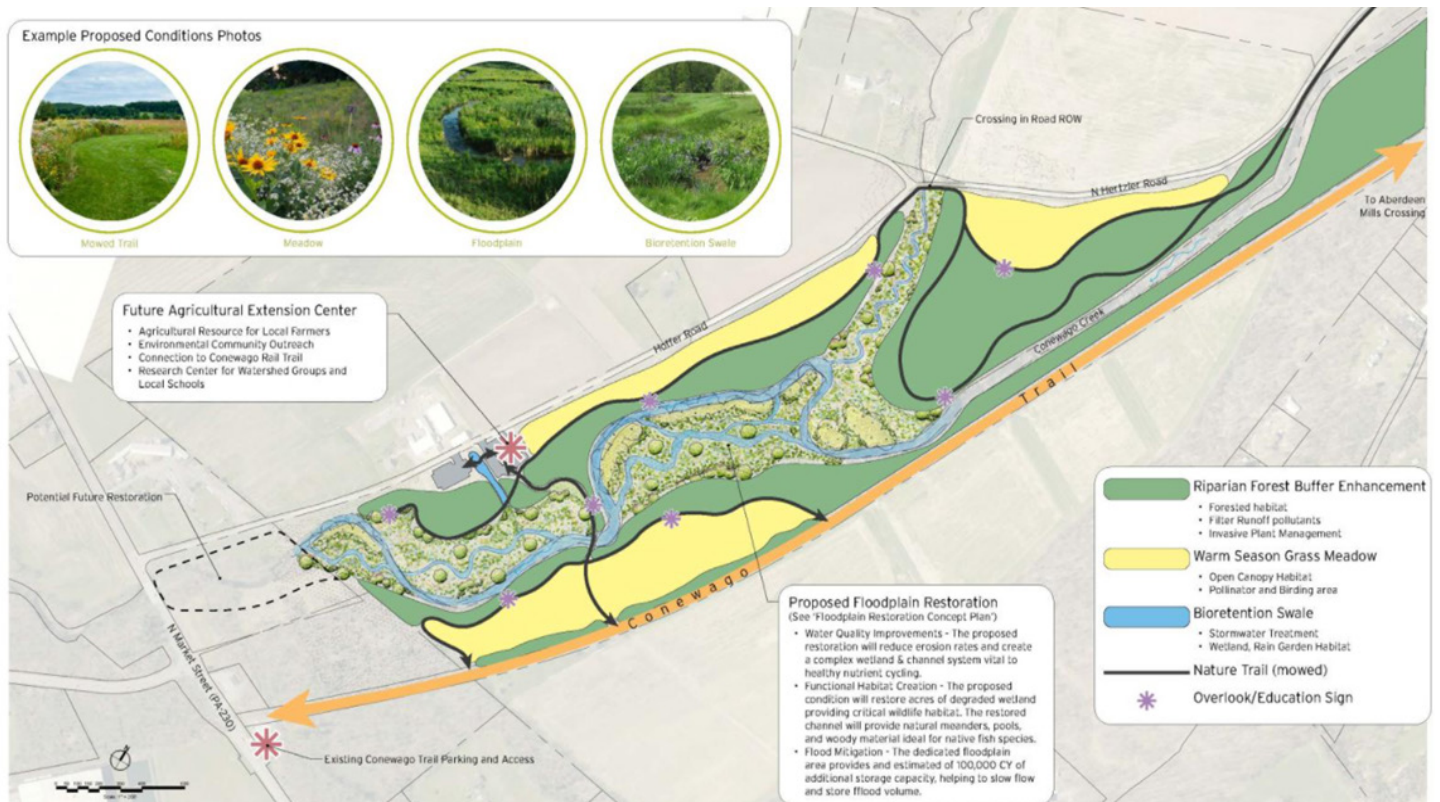 Example Proposed Conditions Photos
Mowed Trail
Meadow
Floodplain
Bioretention Swale
Crossing in Road ROW
N Hertzler Road
To Aberdeen
Mills Crossing
Future Agricultural Extension Center
• Agricultural Resource for Local Farmers
• Environmental Community Outreach
• Connection to Conewago Rail Trail
• Research Center for Watershed Groups and
Local Schools
Hoffer Road
Conewago Creek
Conewago Trail
Potential Future Restoration
N Market Street (PA-230)
Existing Conewago Trail Parking and Access
Proposed Floodplain Restoration
(See 'Floodplain Restoration Concept Plan')
• Water Quality Improvements - The proposed
restoration will reduce erosion rates and create
a complex wetland & channel system vital to
healthy nutrient cycling.
• Functional Habitat Creation - The proposed
condition will restore acres of degraded wetland
providing critical wildlife habitat. The restored
channel will provide natural meanders, pools,
and woody material ideal for native fish species.
• Flood Mitigation - The dedicated floodplain
area provides and estimated of 100,000 CY of
additional storage capacity, helping to slow flow
and store fflood volume.
Riparian Forest Buffer Enhancement
• Forested habitat
• Filter Runoff pollutants
• Invasive Plant Management
Warm Season Grass Meadow
• Open Canopy Habitat
• Pollinator and Birding area
Bioretention Swale
• Stormwater Treatment
• Wetland, Rain Garden Habitat
Nature Trail (mowed)
Overlook/Education Sign